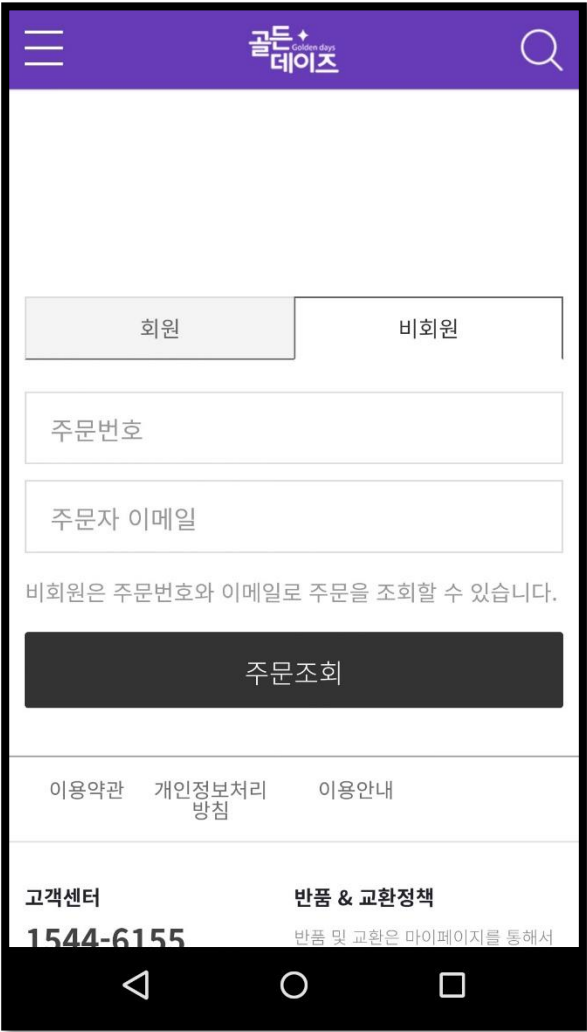 골든
Golden days
데이즈
회원
비회원
주문번호
주문자 이메일
비회원은 주문번호와 이메일로 주문을 조회할 수 있습니다.
주문조회
이용약관
개인정보처리
방침
이용안내
고객센터
반품 & 교환정책
1544-6155
반품 및 교환은 마이페이지를 통해서